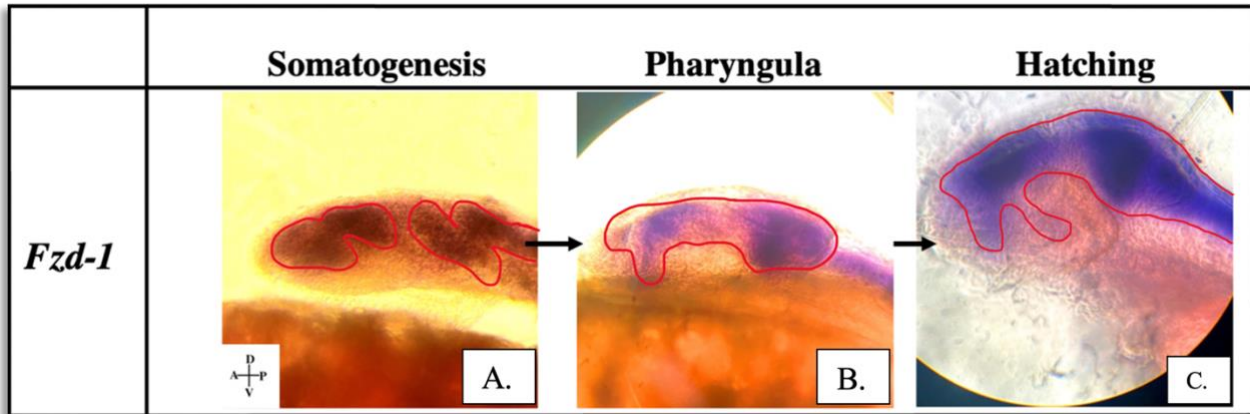 Somatogenesis Pharyngula Hatching
Fzd-1
D
A P
V
A. B. C.